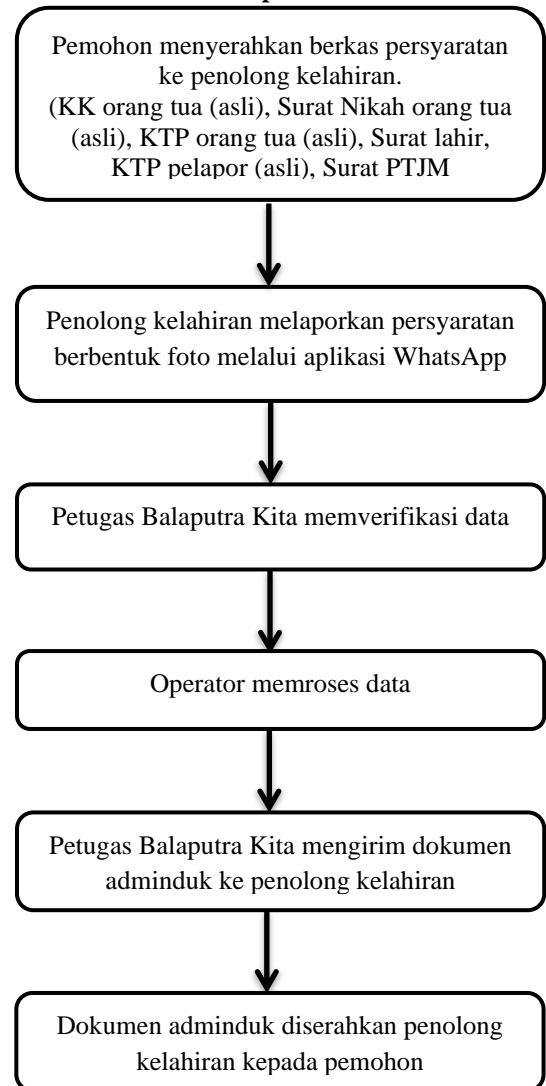 Pemohon menyerahkan berkas persyaratan
ke penolong kelahiran.
(KK orang tua (asli), Surat Nikah orang tua
(asli), KTP orang tua (asli), Surat lahir,
KTP pelapor (asli), Surat PTJM
Penolong kelahiran melaporkan persyaratan
berbentuk foto melalui aplikasi WhatsApp
Petugas Balaputra Kita memverifikasi data
Operator memroses data
Petugas Balaputra Kita mengirim dokumen
adminduk ke penolong kelahiran
Dokumen adminduk diserahkan penolong
kelahiran kepada pemohon